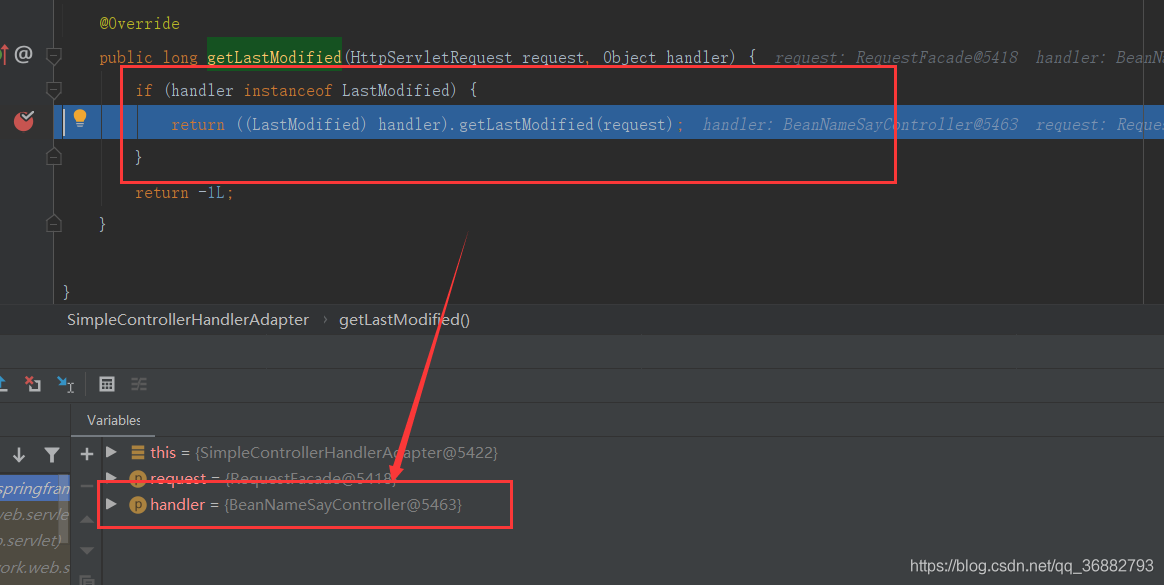 @Override
@ public long getLastModified(HttpServletRequest request, Object handler) { request: RequestFacade@5418 handler: BeanN
if (handler instanceof LastModified) {
return ((LastModified) handler).getLastModified(request); handler: BeanNameSayController@5463 request: Reque
}
return -1L;
}
}
SimpleControllerHandlerAdapter › getLastModified()
Variables
this = {SimpleControllerHandlerAdapter@5422}
request = {RequestFacade@5418}
springfram
p handler = {BeanNameSayController@5463}
web.servle
o.servlet)
ork.web.s
https://blog.csdn.net/qq_36882793